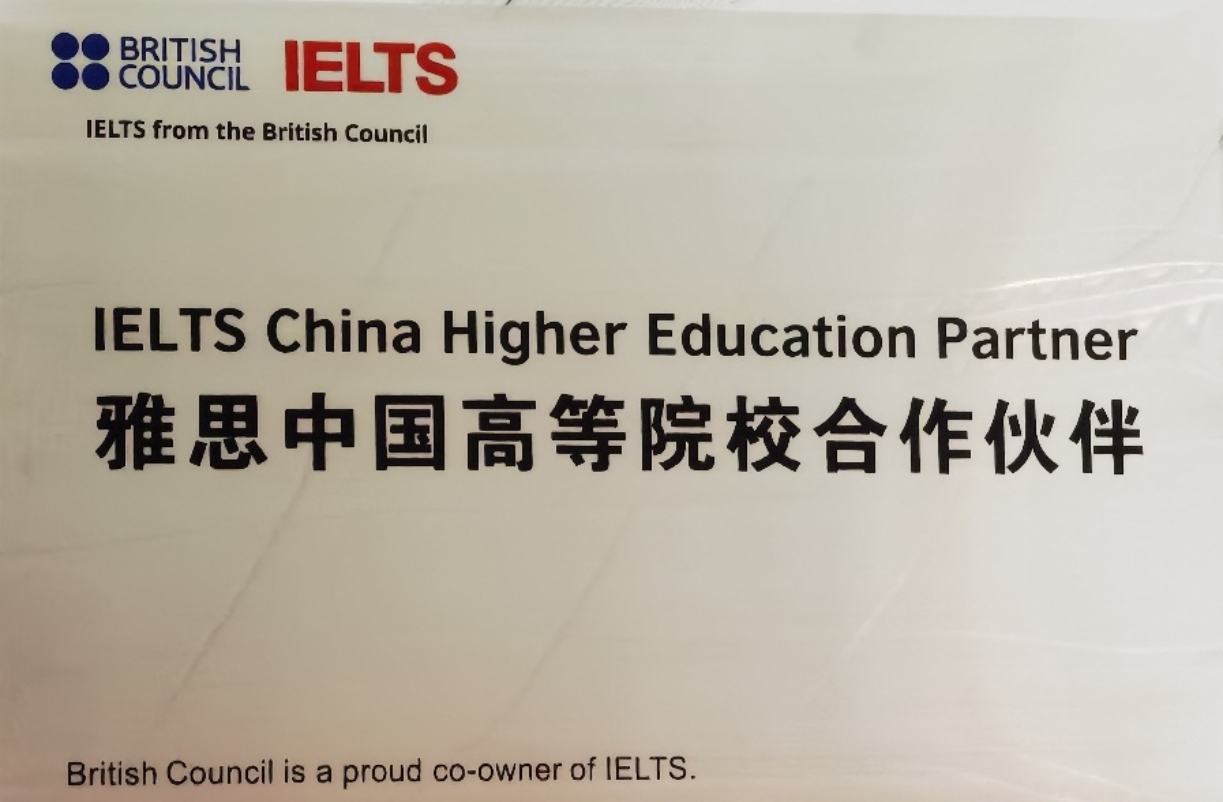 BRITISH COUNCIL IELTS
IELTS from the British Council
IELTS China Higher Education Partner
雅思中国高等院校合作伙伴
British Council is a proud co-owner of IELTS.